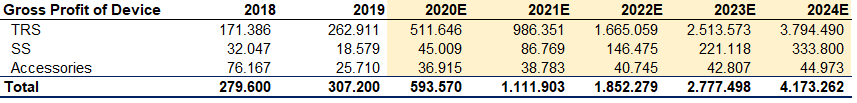 Gross Profit of Device 2018 2019 2020E 2021E 2022E 2023E 2024E
TRS 171.386 262.911 511.646 986.351 1.665.059 2.513.573 3.794.490
SS 32.047 18.579 45.009 86.769 146.475 221.118 333.800
Accessories 76.167 25.710 36.915 38.783 40.745 42.807 44.973
Total 279.600 307.200 593.570 1.111.903 1.852.279 2.777.498 4.173.262